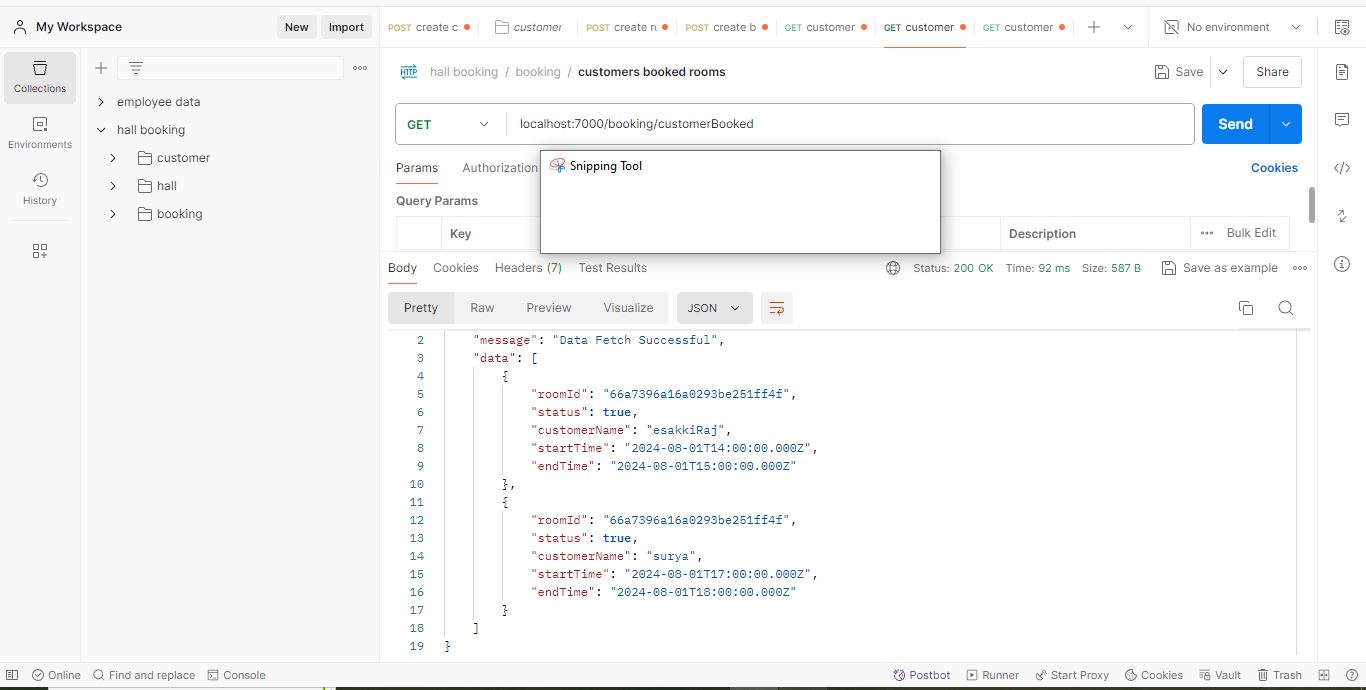 My Workspace
New
Import
POST create c
customer
POST create r
POST create b
GET customer
GET customer
GET customer
No environment
Collections
Environments
History
employee data
hall booking
customer
hall
booking
HTTP
hall booking / booking / customers booked rooms
Save
Share
GET
localhost:7000/booking/customerBooked
Send
Params
Authorization
Snipping Tool
Cookies
Query Params
Key
Description
Bulk Edit
Body
Cookies
Headers (7)
Test Results
Status: 200 OK Time: 92 ms Size: 587 B
Save as example
Pretty
Raw
Preview
Visualize
JSON
2 "message": "Data Fetch Successful",
3 "data": [
4 {
5 "roomId": "66a7396a16a0293be251ff4f",
6 "status": true,
7 "customerName": "esakkiRaj",
8 "startTime": "2024-08-01T14:00:00.000Z",
9 "endTime": "2024-08-01T15:00:00.000Z"
10 },
11 {
12 "roomId": "66a7396a16a0293be251ff4f",
13 "status": true,
14 "customerName": "surya",
15 "startTime": "2024-08-01T17:00:00.000Z",
16 "endTime": "2024-08-01T18:00:00.000Z"
17 }
18 ]
19 }
Online
Find and replace
Console
Postbot
Runner
Start Proxy
Cookies
Vault
Trash